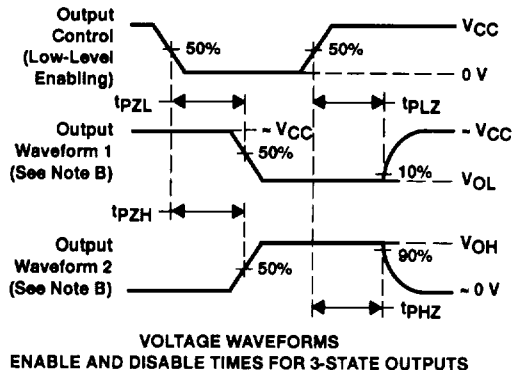 Output
Control
(Low-Level
Enabling)
50%
50%
VCC
0 V
tPZL
tPLZ
Output
Waveform 1
(See Note B)
≈ VCC
50%
10%
≈ VCC
VOL
tPZH
Output
Waveform 2
(See Note B)
50%
90%
VOH
≈ 0 V
tPHZ
VOLTAGE WAVEFORMS
ENABLE AND DISABLE TIMES FOR 3-STATE OUTPUTS